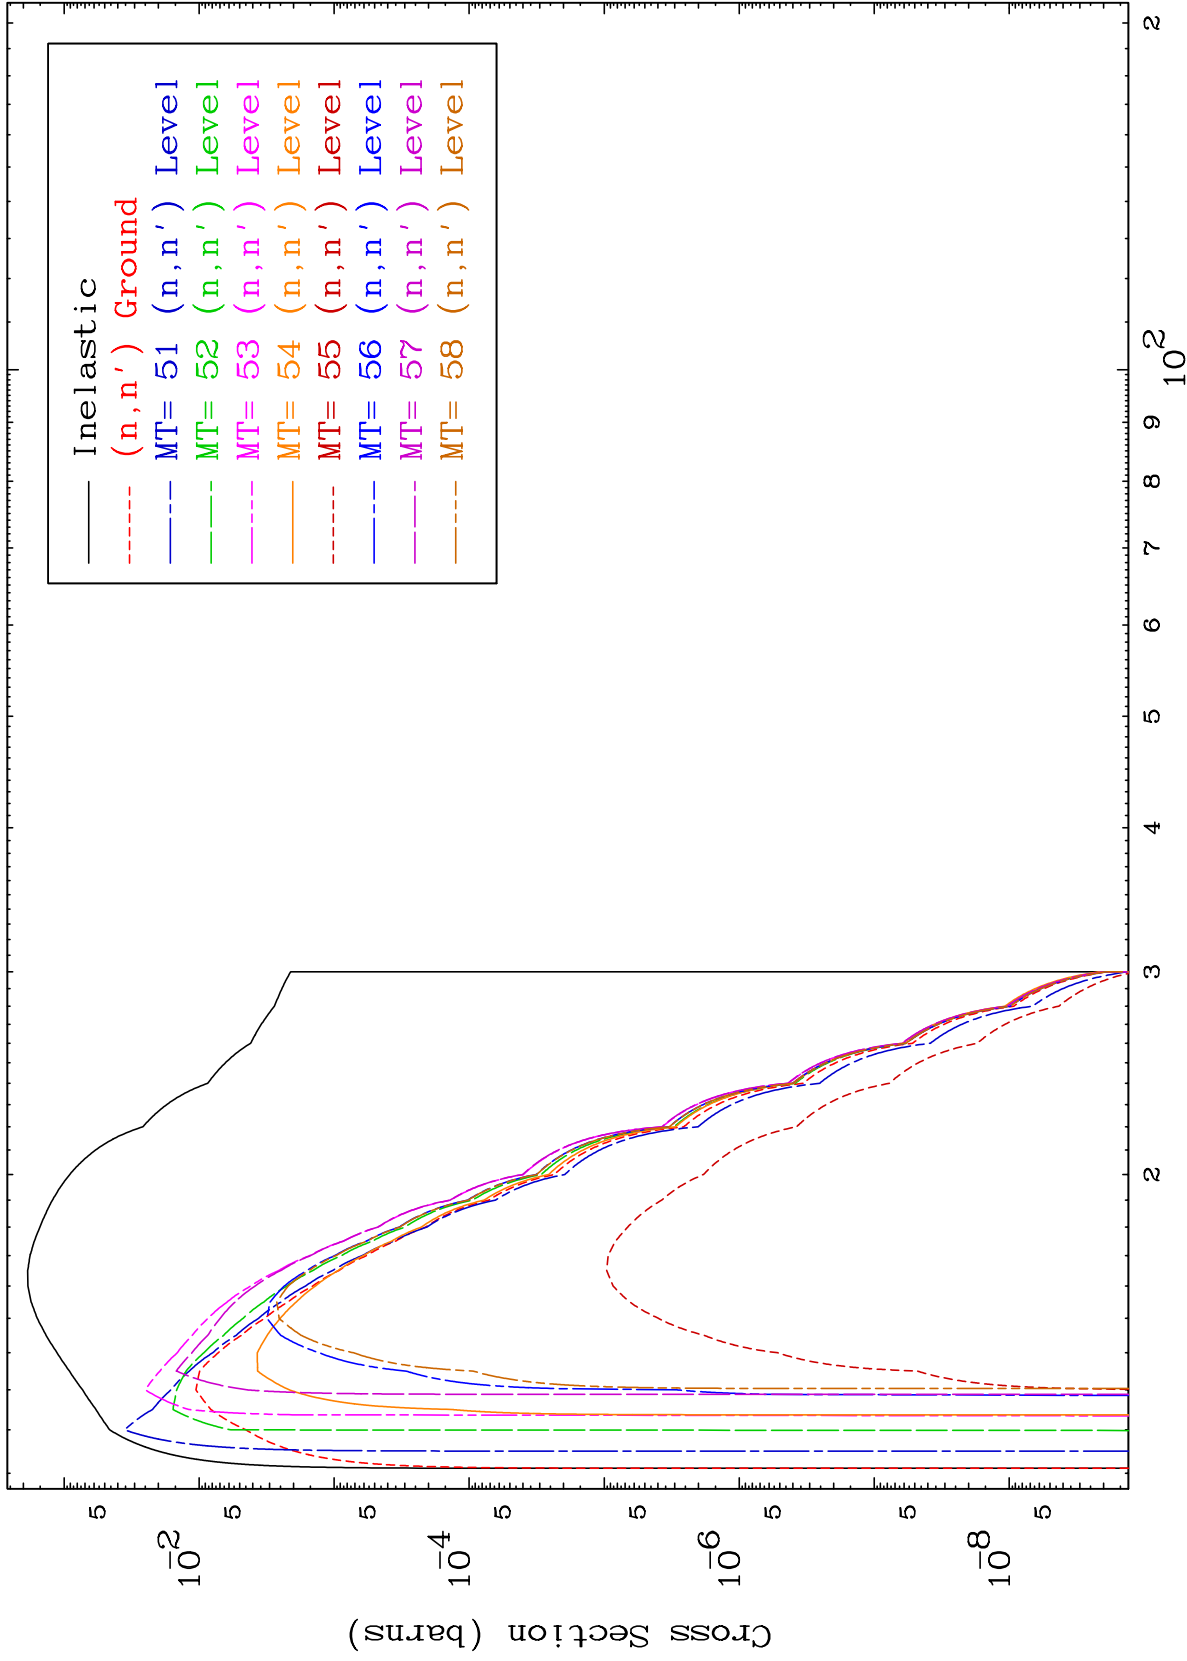 Inelastic
(n,n') Ground
MT= 51 (n,n') Level
MT= 52 (n,n') Level
MT= 53 (n,n') Level
MT= 54 (n,n') Level
MT= 55 (n,n') Level
MT= 56 (n,n') Level
MT= 57 (n,n') Level
MT= 58 (n,n') Level
Cross Section (barns)
5
10⁻²
5
5
10⁻⁴
5
5
10⁻⁶
5
5
10⁻⁸
5
2 3 4 5 6 7 8 9 10² 2